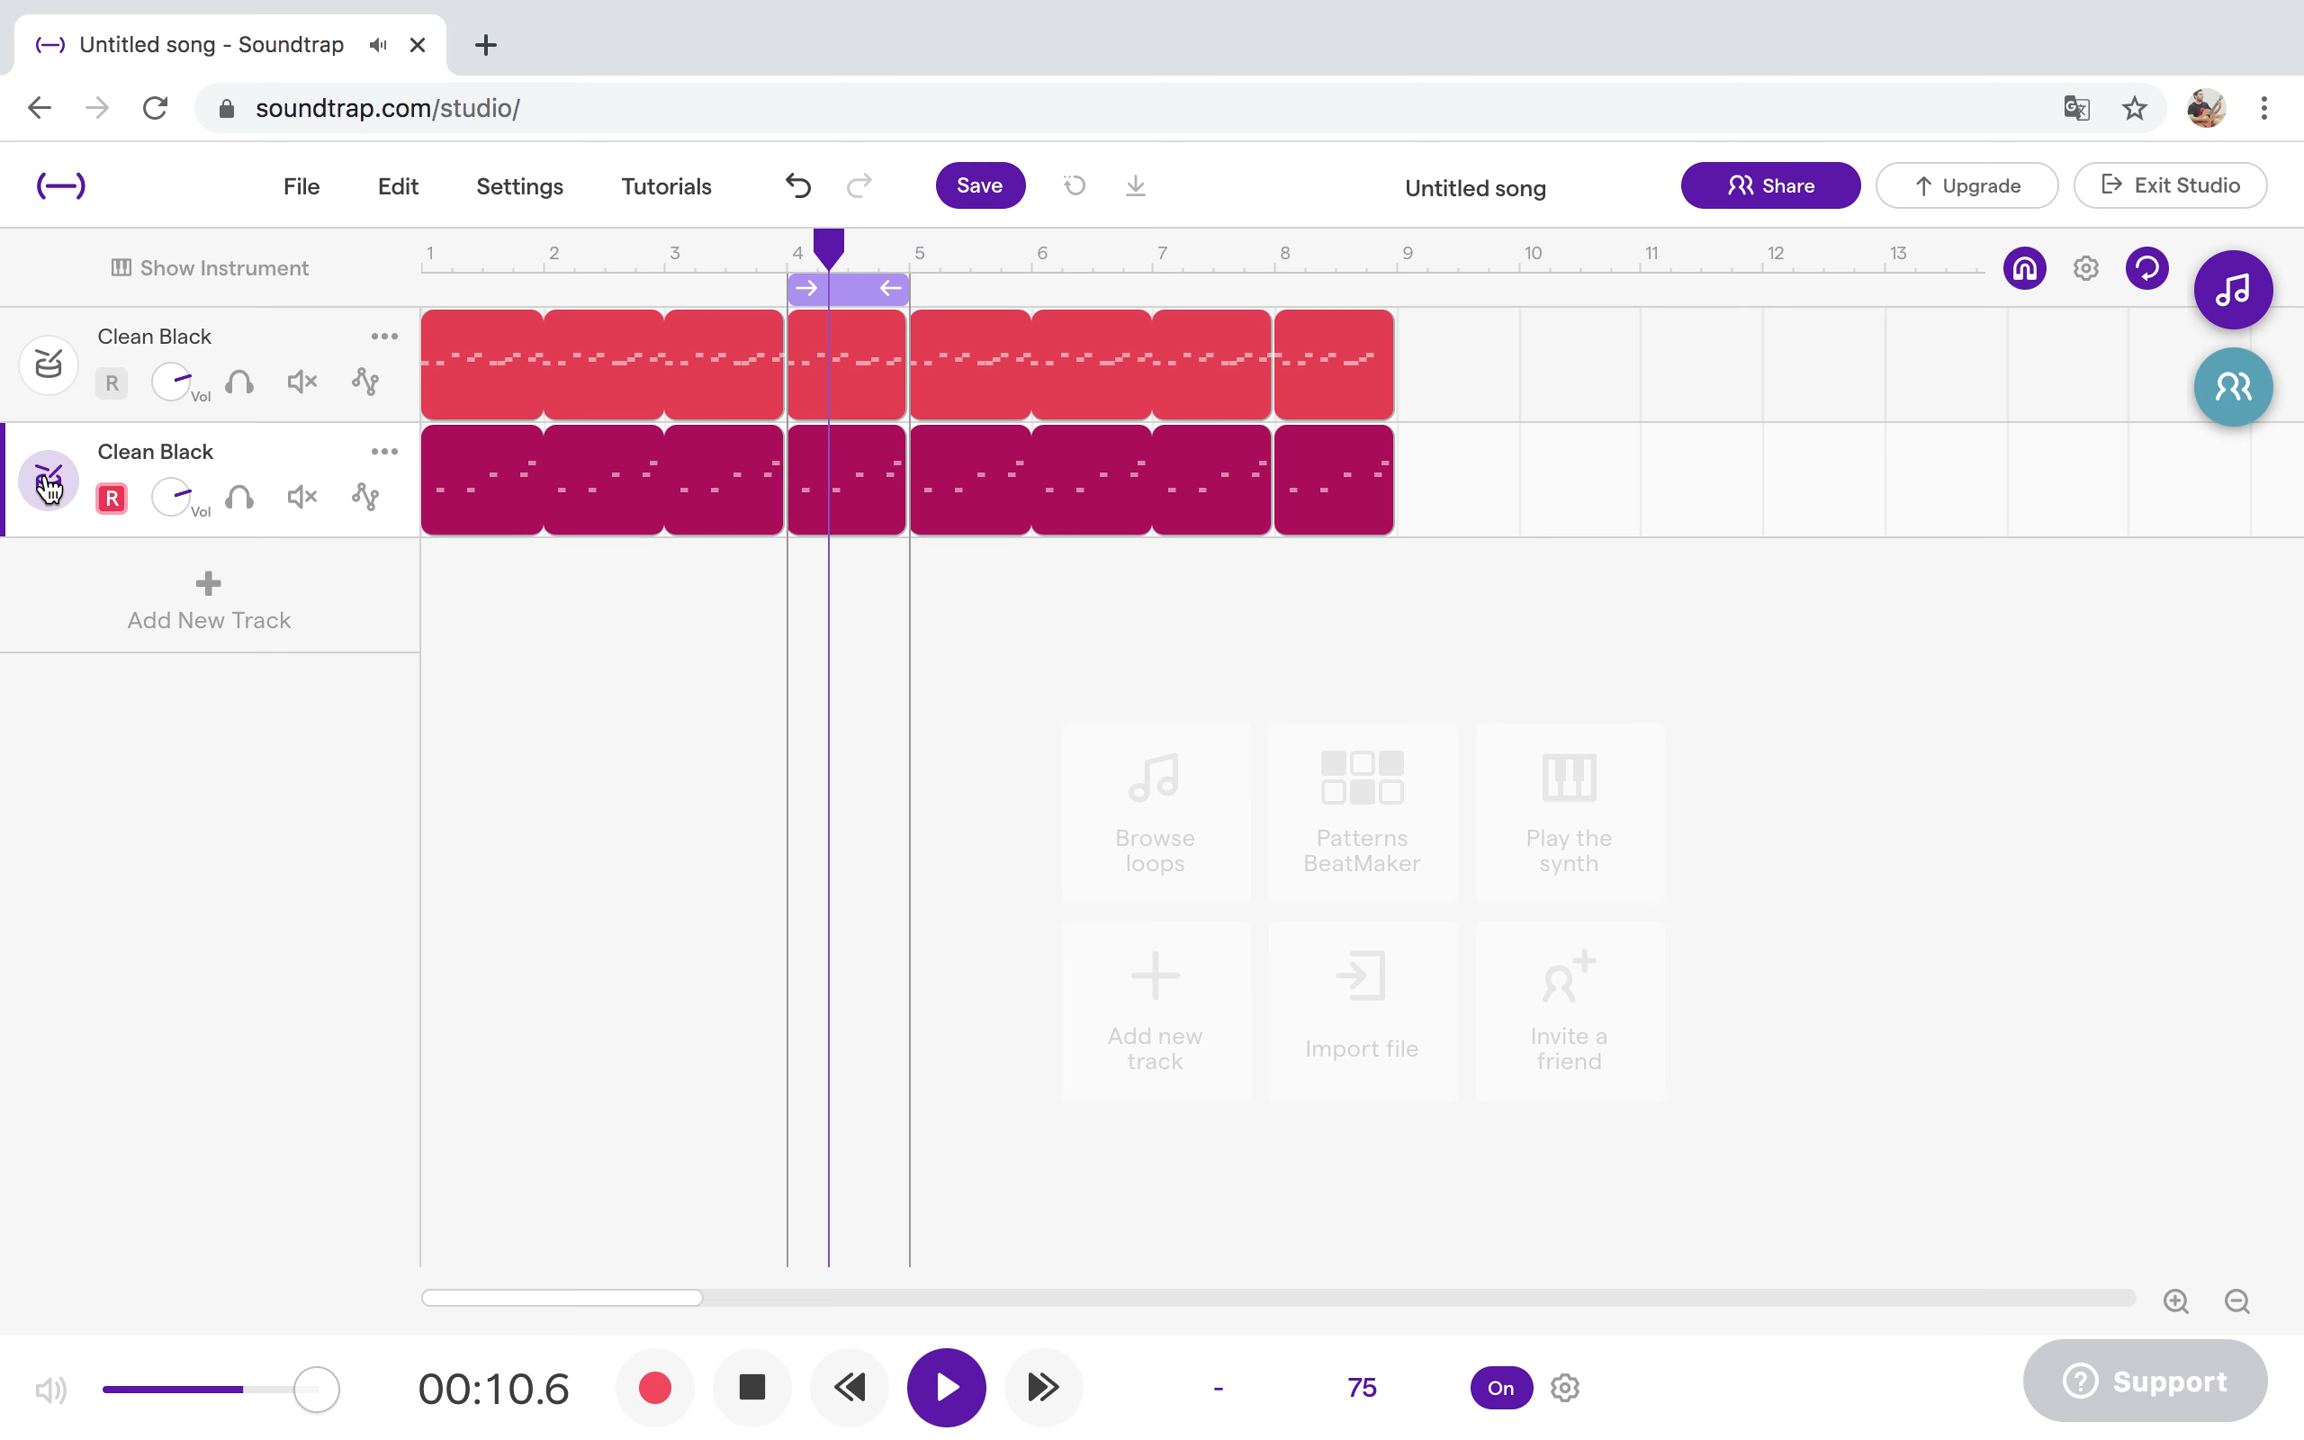 Untitled song - Soundtrap
soundtrap.com/studio/
File Edit Settings Tutorials Save Untitled song Share Upgrade Exit Studio
Show Instrument
1 2 3 4 5 6 7 8 9 10 11 12 13
Clean Black
R Vol
Clean Black
R Vol
Add New Track
Browse
loops
Patterns
BeatMaker
Play the
synth
Add new
track
Import file
Invite a
friend
00:10.6 - 75 On
? Support